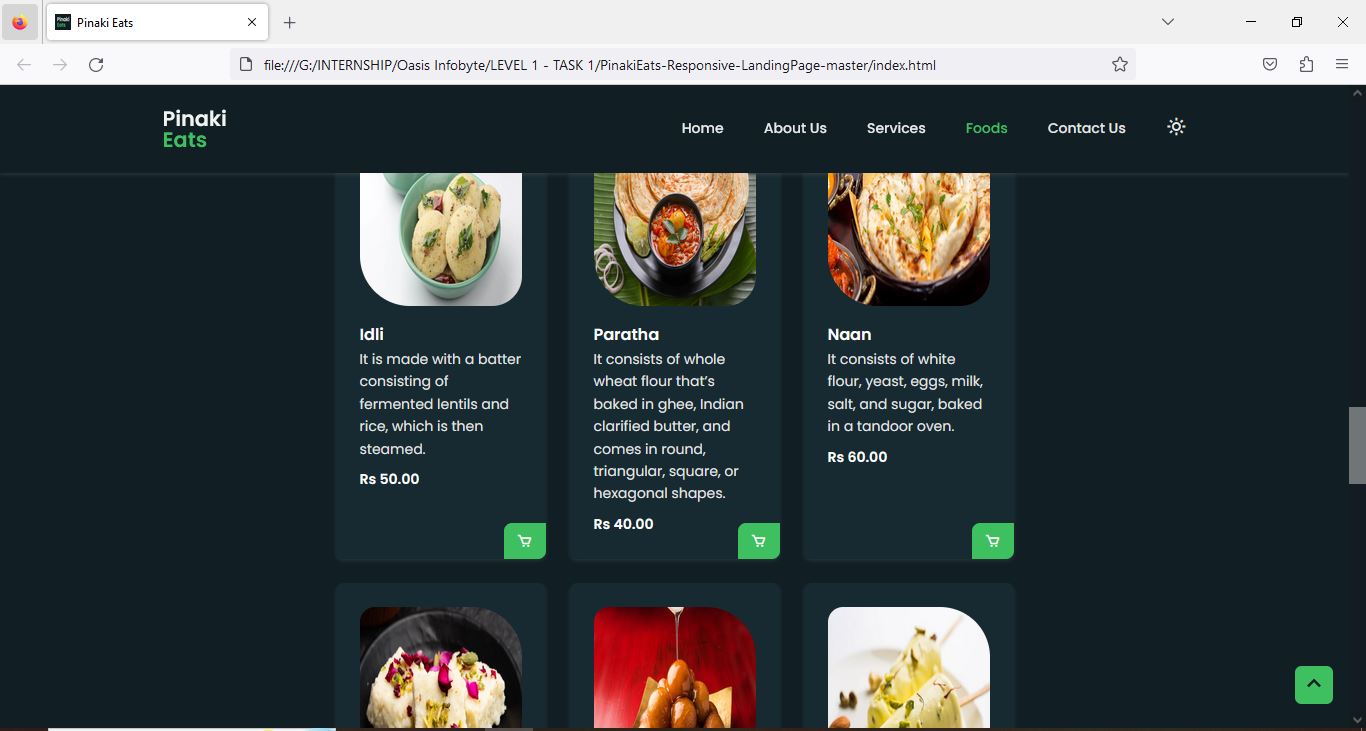 Pinaki Eats
file:///G:/INTERNSHIP/Oasis Infobyte/LEVEL 1 - TASK 1/PinakiEats-Responsive-LandingPage-master/index.html
Pinaki
Eats
Home
About Us
Services
Foods
Contact Us
Idli
It is made with a batter
consisting of
fermented lentils and
rice, which is then
steamed.
Rs 50.00
Paratha
It consists of whole
wheat flour that’s
baked in ghee, Indian
clarified butter, and
comes in round,
triangular, square, or
hexagonal shapes.
Rs 40.00
Naan
It consists of white
flour, yeast, eggs, milk,
salt, and sugar, baked
in a tandoor oven.
Rs 60.00